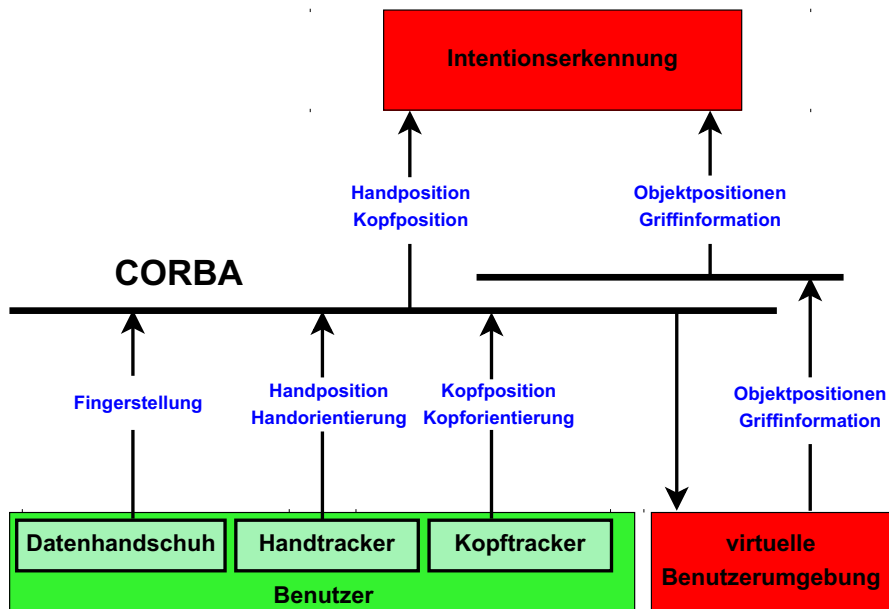 Intentionserkennung
Handposition
Kopfposition
Objektpositionen
Griffinformation
CORBA
Fingerstellung
Handposition
Handorientierung
Kopfposition
Kopforientierung
Objektpositionen
Griffinformation
Datenhandschuh
Handtracker
Kopftracker
Benutzer
virtuelle
Benutzerumgebung